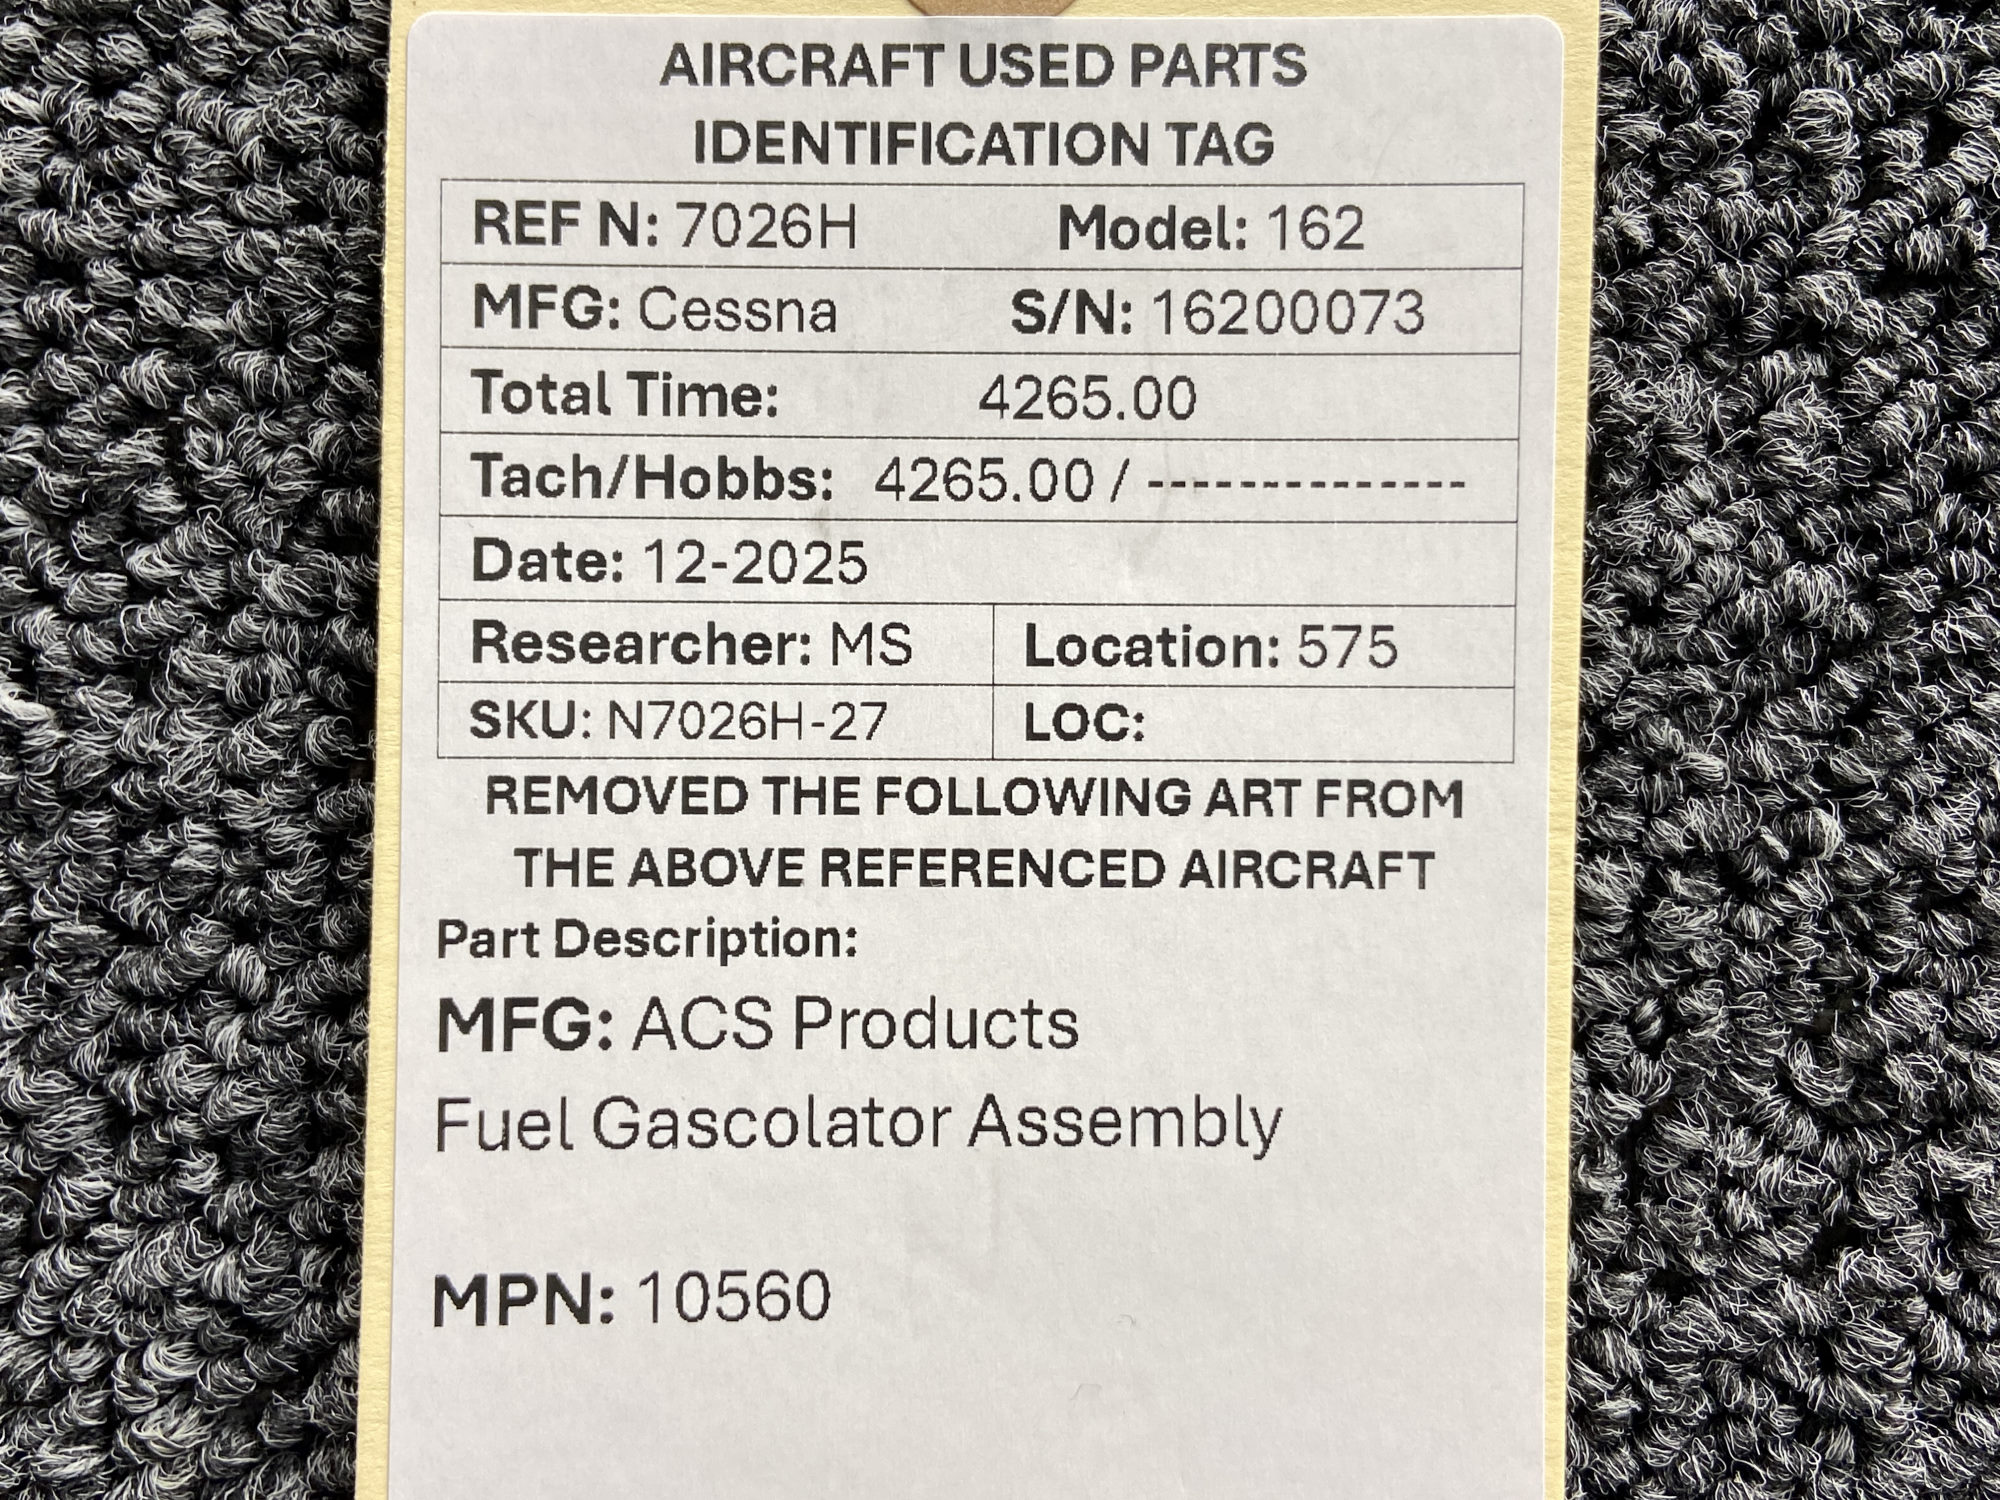 AIRCRAFT USED PARTS
IDENTIFICATION TAG
REF N: 7026H Model: 162
MFG: Cessna S/N: 16200073
Total Time: 4265.00
Tach/Hobbs: 4265.00 / --------------
Date: 12-2025
Researcher: MS Location: 575
SKU: N7026H-27 LOC:
REMOVED THE FOLLOWING ART FROM
THE ABOVE REFERENCED AIRCRAFT
Part Description:
MFG: ACS Products
Fuel Gascolator Assembly
MPN: 10560